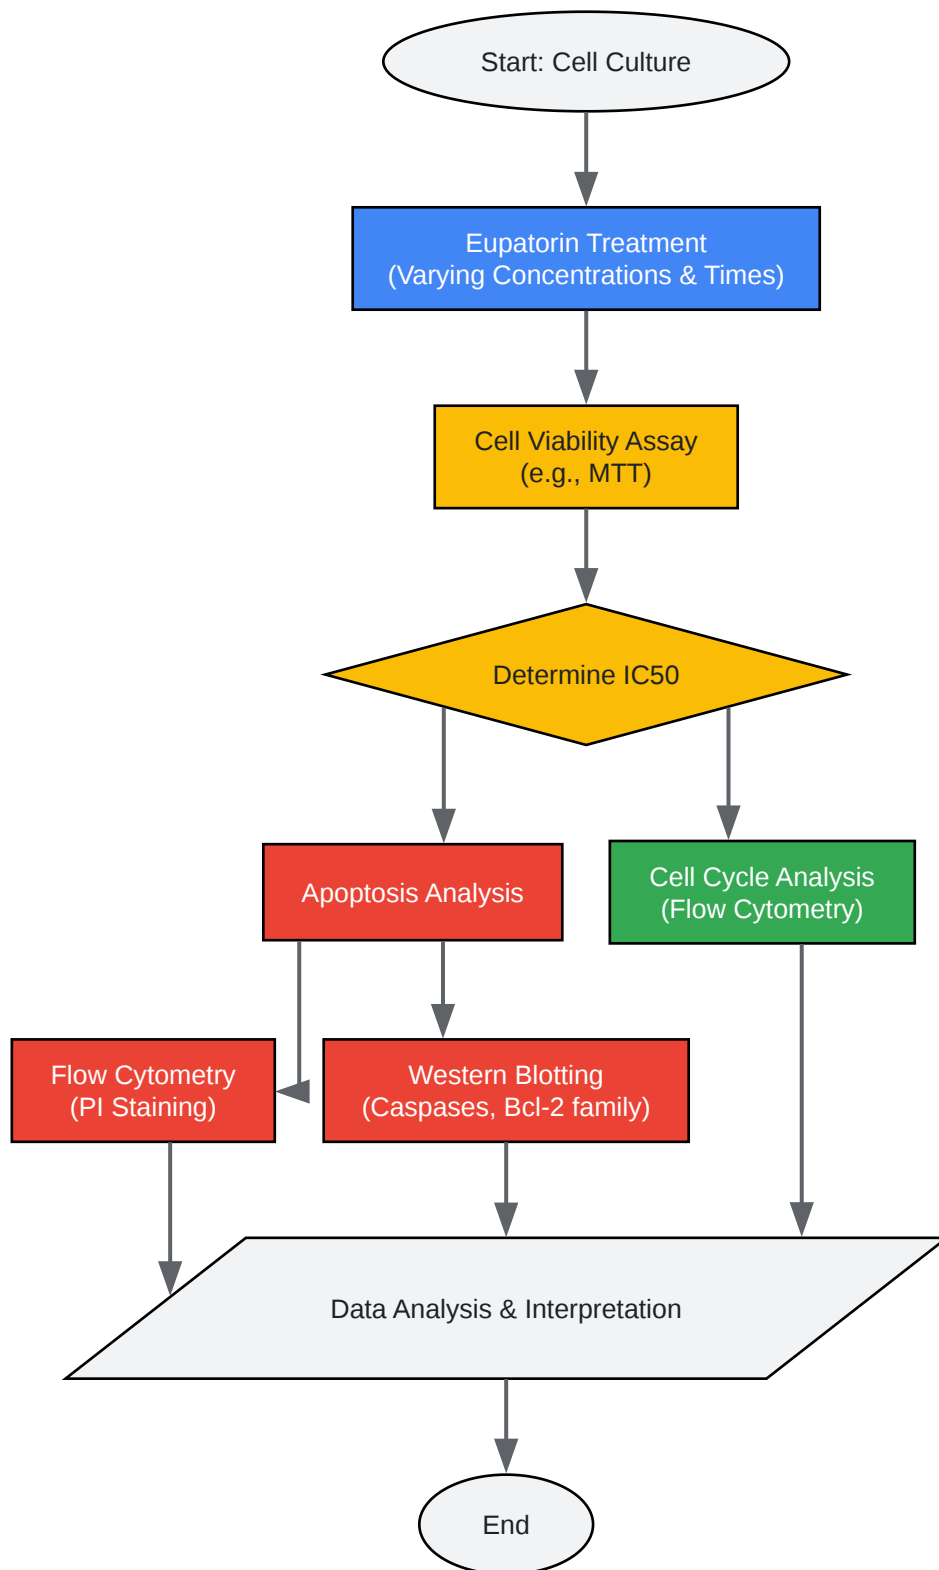 Start: Cell Culture
Eupatorin Treatment
(Varying Concentrations & Times)
Cell Viability Assay
(e.g., MTT)
Determine IC50
Apoptosis Analysis
Cell Cycle Analysis
(Flow Cytometry)
Flow Cytometry
(PI Staining)
Western Blotting
(Caspases, Bcl-2 family)
Data Analysis & Interpretation
End